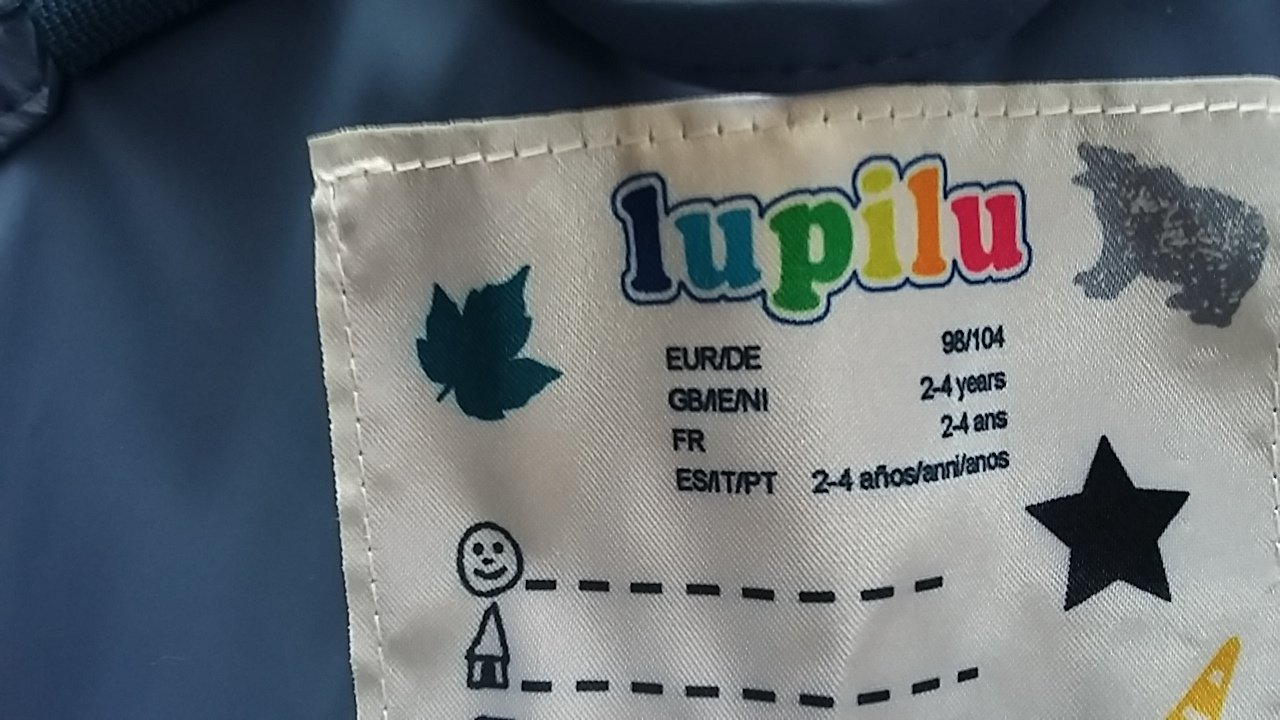 lupilu
EUR/DE 98/104
GB/IE/NI 2-4 years
FR 2-4 ans
ES/IT/PT 2-4 años/anni/anos